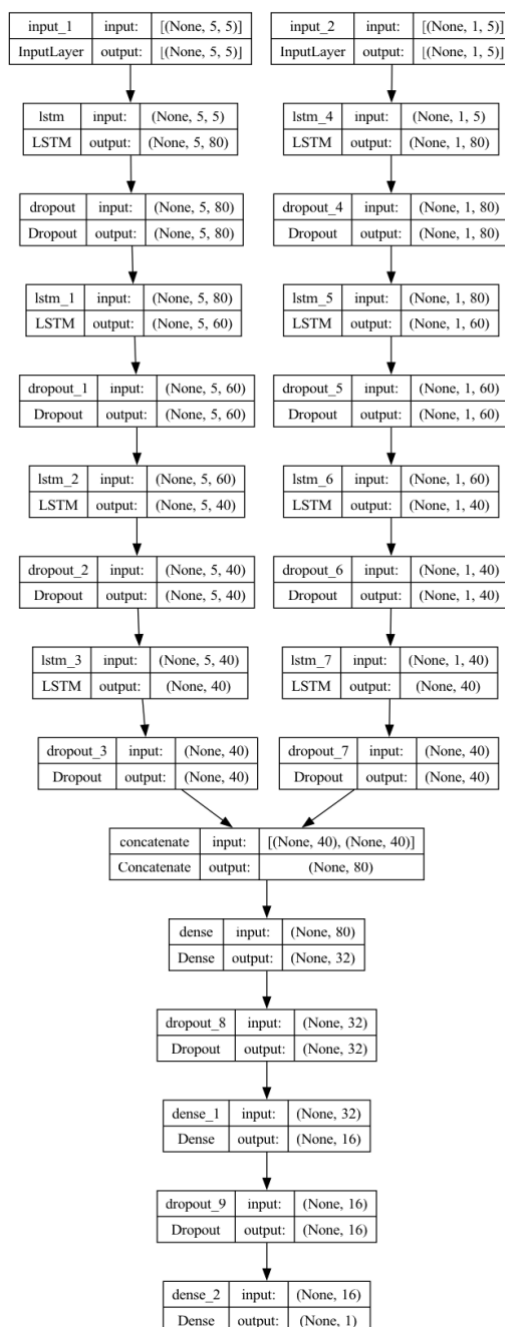 input_1 input: [(None, 5, 5)]
InputLayer output: [(None, 5, 5)]
input_2 input: [(None, 1, 5)]
InputLayer output: [(None, 1, 5)]
lstm input: (None, 5, 5)
LSTM output: (None, 5, 80)
lstm_4 input: (None, 1, 5)
LSTM output: (None, 1, 80)
dropout input: (None, 5, 80)
Dropout output: (None, 5, 80)
dropout_4 input: (None, 1, 80)
Dropout output: (None, 1, 80)
lstm_1 input: (None, 5, 80)
LSTM output: (None, 5, 60)
lstm_5 input: (None, 1, 80)
LSTM output: (None, 1, 60)
dropout_1 input: (None, 5, 60)
Dropout output: (None, 5, 60)
dropout_5 input: (None, 1, 60)
Dropout output: (None, 1, 60)
lstm_2 input: (None, 5, 60)
LSTM output: (None, 5, 40)
lstm_6 input: (None, 1, 60)
LSTM output: (None, 1, 40)
dropout_2 input: (None, 5, 40)
Dropout output: (None, 5, 40)
dropout_6 input: (None, 1, 40)
Dropout output: (None, 1, 40)
lstm_3 input: (None, 5, 40)
LSTM output: (None, 40)
lstm_7 input: (None, 1, 40)
LSTM output: (None, 40)
dropout_3 input: (None, 40)
Dropout output: (None, 40)
dropout_7 input: (None, 40)
Dropout output: (None, 40)
concatenate input: [(None, 40), (None, 40)]
Concatenate output: (None, 80)
dense input: (None, 80)
Dense output: (None, 32)
dropout_8 input: (None, 32)
Dropout output: (None, 32)
dense_1 input: (None, 32)
Dense output: (None, 16)
dropout_9 input: (None, 16)
Dropout output: (None, 16)
dense_2 input: (None, 16)
Dense output: (None, 1)